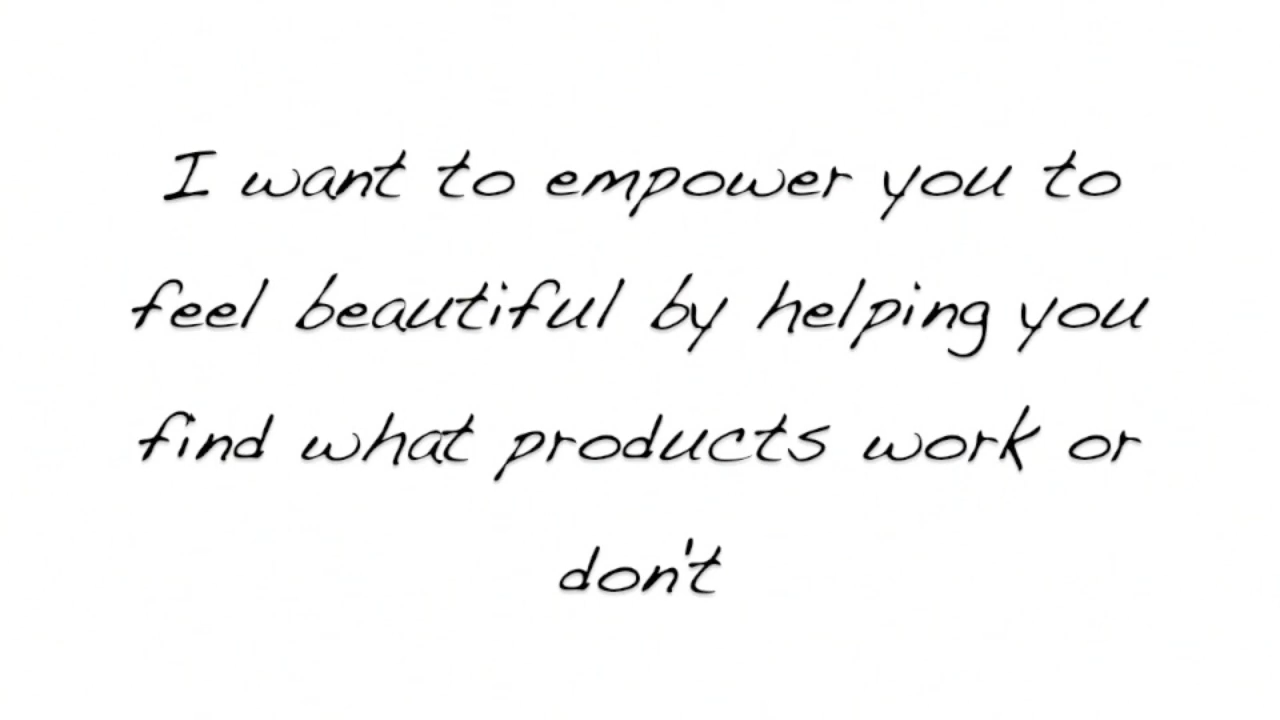 I want to empower you to
feel beautiful by helping you
find what products work or
don't